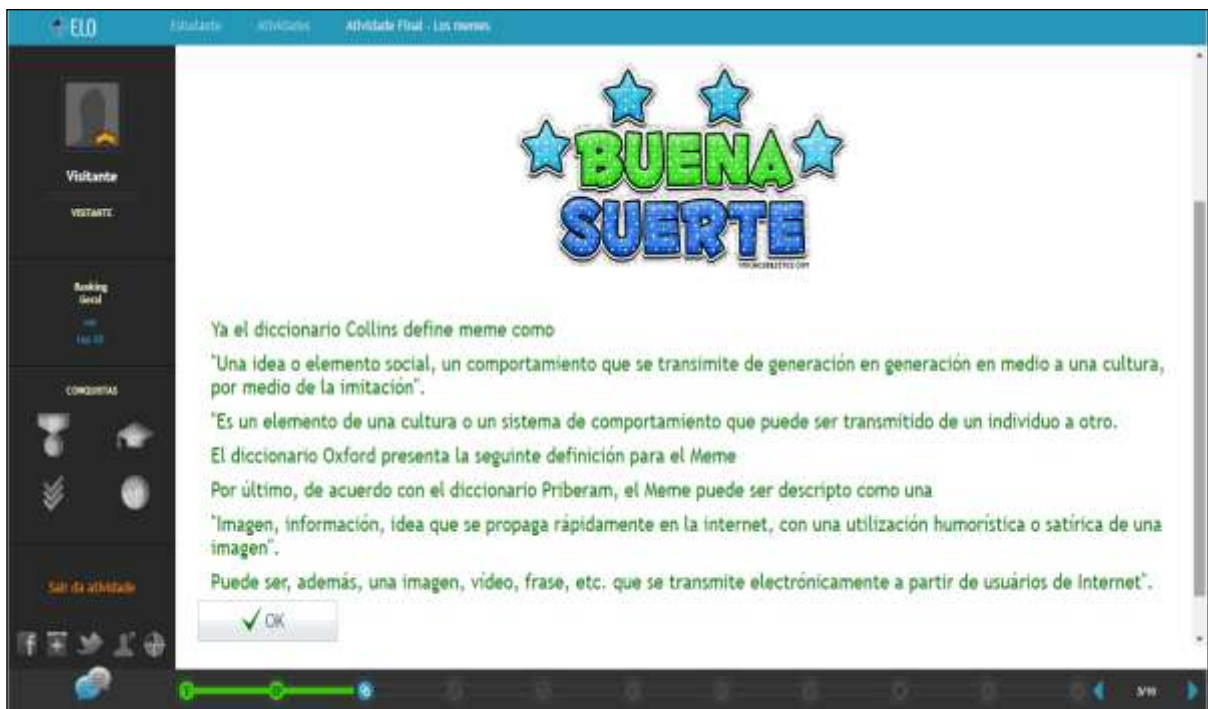 ELO
Estudante
Atividades
Atividade Final - Los memes
Visitante
VISITANTE
Ranking
Geral
CONQUISTAS
Sair da atividade
BUENA
SUERTE
Ya el diccionario Collins define meme como
"Una idea o elemento social, un comportamiento que se transimite de generación en generación en medio a una cultura,
por medio de la imitación".
"Es un elemento de una cultura o un sistema de comportamiento que puede ser transmitido de un individuo a otro.
El diccionario Oxford presenta la seguinte definición para el Meme
Por último, de acuerdo con el diccionario Priberam, el Meme puede ser descripto como una
"Imagen, información, idea que se propaga rápidamente en la internet, con una utilización humorística o satírica de una
imagen".
Puede ser, además, una imagen, vídeo, frase, etc. que se transmite electrónicamente a partir de usuários de Internet".
OK
3/10